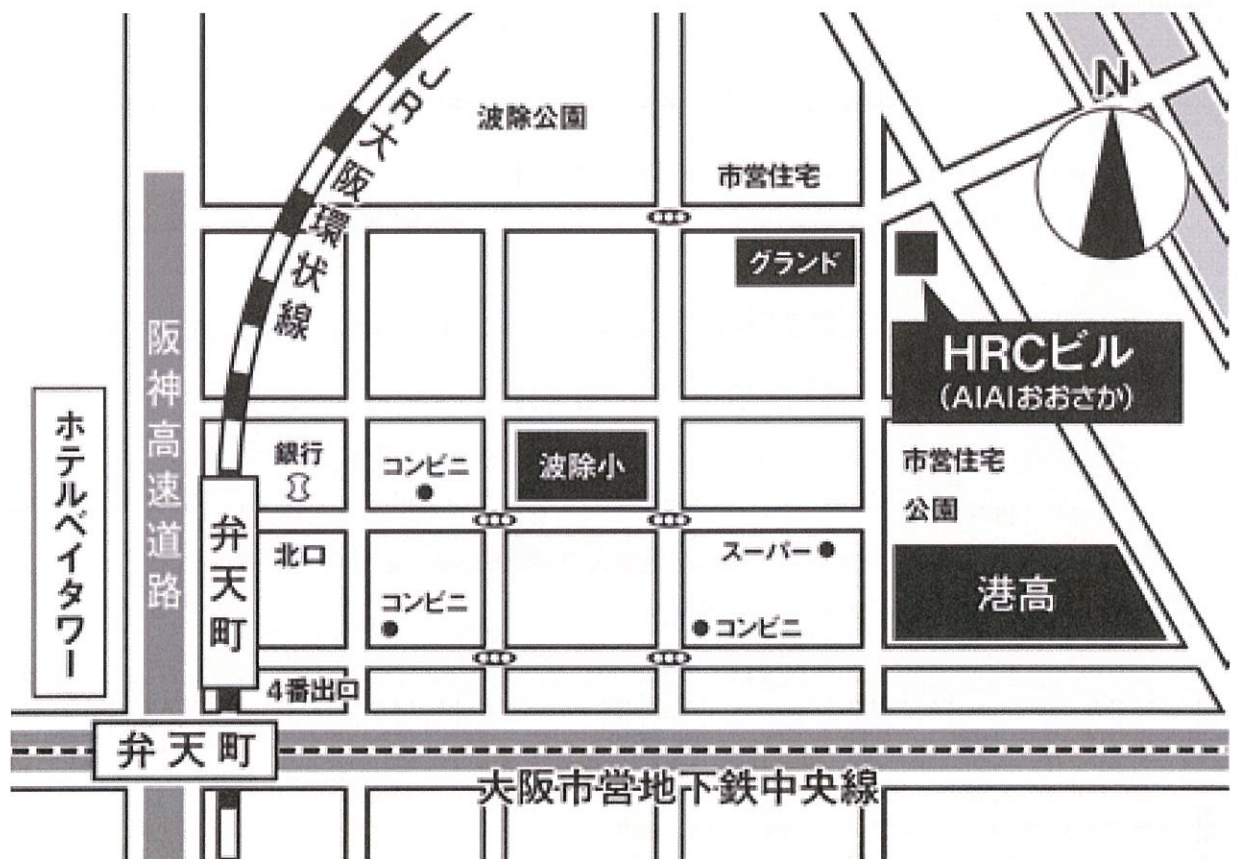 N
JR大阪環状線
波除公園
市営住宅
グランド
HRCビル
(AIAIおおさか)
阪神高速道路
ホテルベイタワー
銀行
コンビニ
波除小
市営住宅
公園
弁天町
北口
スーパー
コンビニ
コンビニ
港高
4番出口
弁天町
大阪市営地下鉄中央線